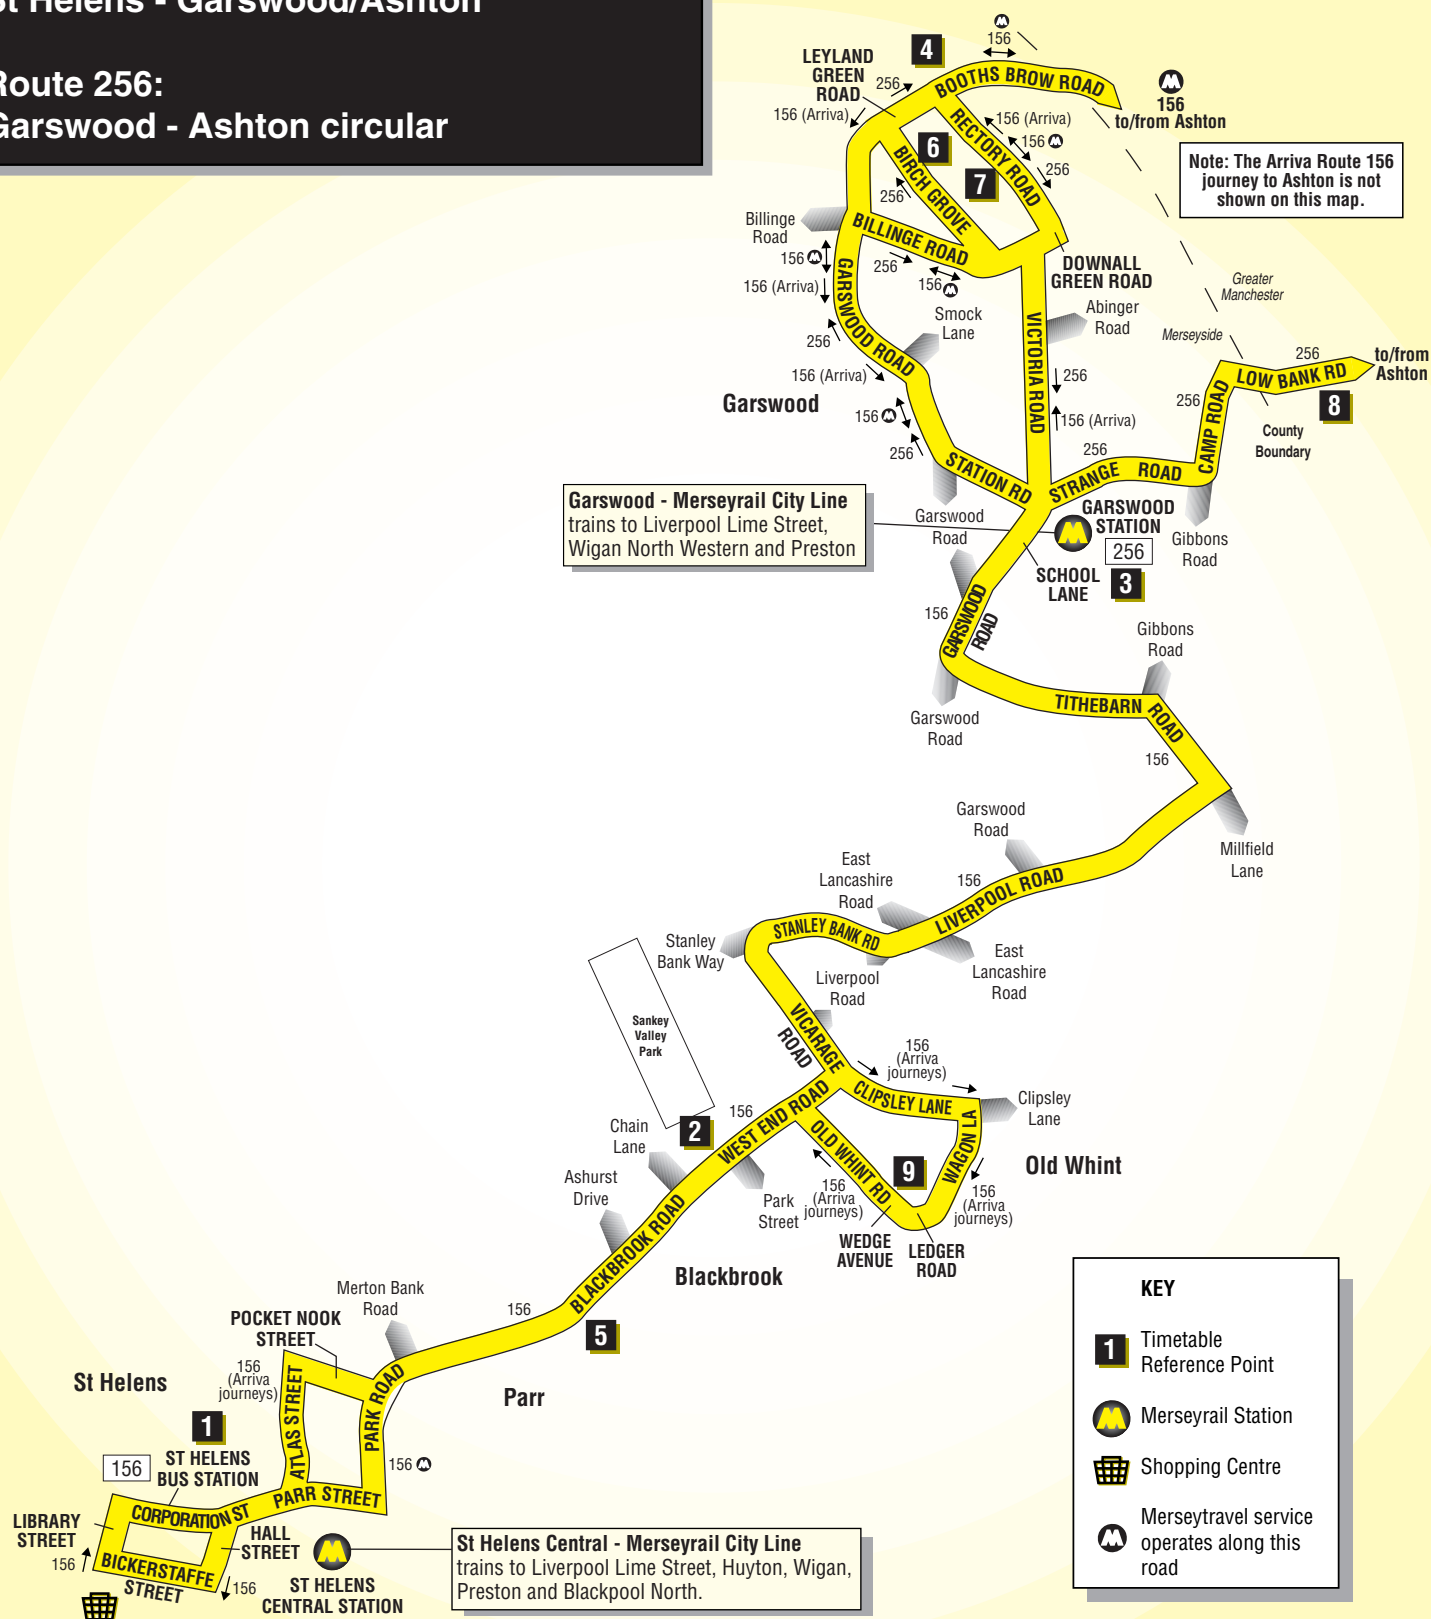 St Helens - Garswood/Ashton
Route 256:
Garswood - Ashton circular
4
M
156
LEYLAND
GREEN
ROAD
256
BOOTHS BROW ROAD
M
156
to/from Ashton
156 (Arriva)
156 (Arriva)
156 M
256
RECTORY ROAD
6
7
BIRCH GROVE
256
Note: The Arriva Route 156
journey to Ashton is not
shown on this map.
Billinge
Road
BILLINGE ROAD
156 M
256
156 M
156 (Arriva)
GARSWOOD ROAD
DOWNALL
GREEN ROAD
Greater
Manchester
Merseyside
Smock
Lane
Abinger
Road
VICTORIA ROAD
256
156 (Arriva)
256
156 (Arriva)
Garswood
156 M
256
256
to/from
Ashton
LOW BANK RD
8
256
CAMP ROAD
County
Boundary
256
STATION RD
STRANGE ROAD
Garswood - Merseyrail City Line
trains to Liverpool Lime Street,
Wigan North Western and Preston
Garswood
Road
GARSWOOD
STATION
256
Gibbons
Road
SCHOOL
LANE
3
156
GARSWOOD
ROAD
Gibbons
Road
Garswood
Road
TITHEBARN ROAD
156
Garswood
Road
Millfield
Lane
East
Lancashire
Road
156
LIVERPOOL ROAD
STANLEY BANK RD
Stanley
Bank Way
Liverpool
Road
East
Lancashire
Road
Sankey
Valley
Park
VICARAGE
ROAD
156
(Arriva
journeys)
CLIPSLEY LANE
Clipsley
Lane
WAGON LA
Old Whint
156
WEST END ROAD
2
Chain
Lane
OLD WHINT RD
9
Ashurst
Drive
Park
Street
156
(Arriva
journeys)
156
(Arriva
journeys)
WEDGE
AVENUE
LEDGER
ROAD
BLACKBROOK ROAD
Blackbrook
Merton Bank
Road
156
5
POCKET NOOK
STREET
156
(Arriva
journeys)
St Helens
Parr
ATLAS STREET
PARK ROAD
1
ST HELENS
BUS STATION
156
156 M
PARR STREET
CORPORATION ST
LIBRARY
STREET
HALL
STREET
156
BICKERSTAFFE
STREET
156
ST HELENS
CENTRAL STATION
St Helens Central - Merseyrail City Line
trains to Liverpool Lime Street, Huyton, Wigan,
Preston and Blackpool North.
KEY
1
Timetable
Reference Point
Merseyrail Station
Shopping Centre
M
Merseytravel service
operates along this
road